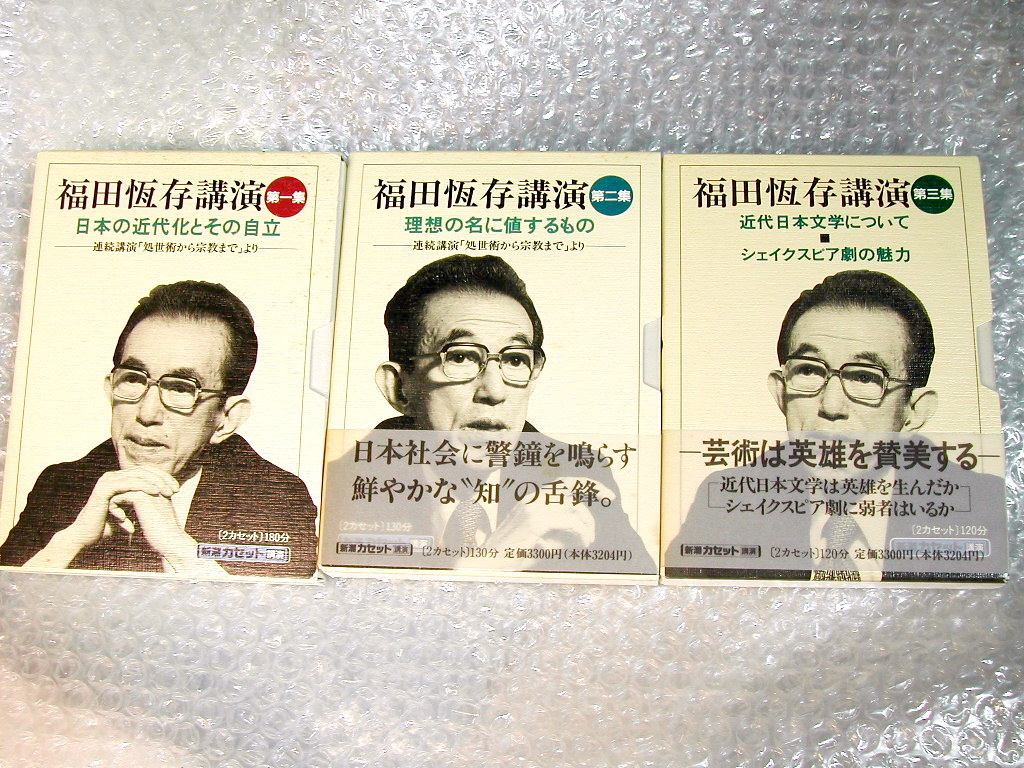 福田恆存講演 第一集
日本の近代化とその自立
連続講演「処世術から宗教まで」より
〔2カセット〕180分
新潮カセット 講演
福田恆存講演 第二集
理想の名に値するもの
連続講演「処世術から宗教まで」より
日本社会に警鐘を鳴らす
鮮やかな〝知〟の舌鋒。
〔2カセット〕130分
新潮カセット 講演 〔2カセット〕130分 定価3300円(本体3204円)
福田恆存講演 第三集
近代日本文学について
■
シェイクスピア劇の魅力
芸術は英雄を賛美する
近代日本文学は英雄を生んだか
シェイクスピア劇に弱者はいるか
〔2カセット〕120分
新潮カセット 講演 〔2カセット〕120分 定価3300円(本体3204円)